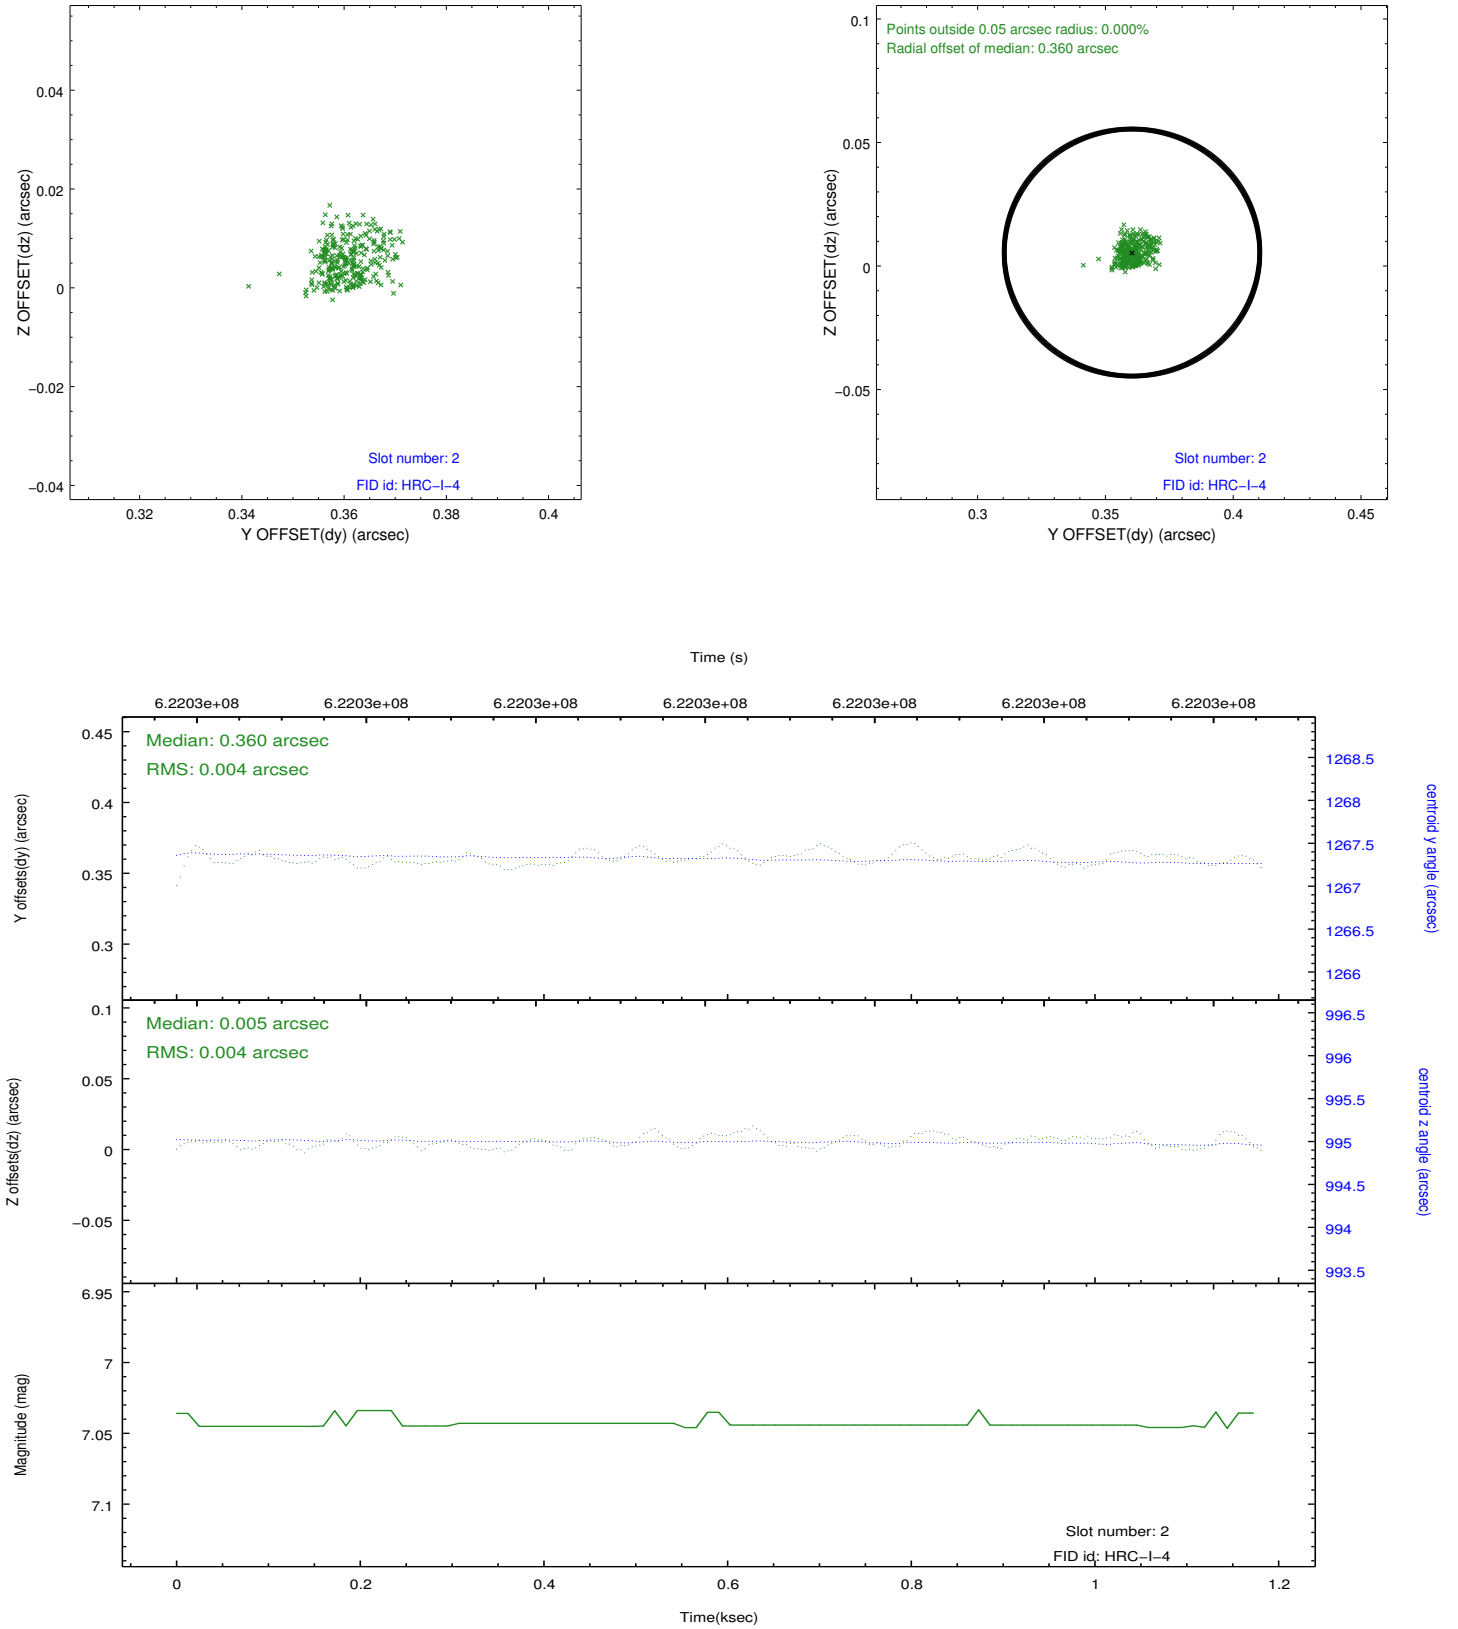 0.04
0.02
0
−0.02
−0.04
Z OFFSET(dz) (arcsec)
Slot number: 2
FID id: HRC−I−4
0.32 0.34 0.36 0.38 0.4
Y OFFSET(dy) (arcsec)
Points outside 0.05 arcsec radius: 0.000%
Radial offset of median: 0.360 arcsec
0.1
0.05
0
−0.05
Z OFFSET(dz) (arcsec)
Slot number: 2
FID id: HRC−I−4
0.3 0.35 0.4 0.45
Y OFFSET(dy) (arcsec)
Time (s)
6.2203e+08 6.2203e+08 6.2203e+08 6.2203e+08 6.2203e+08 6.2203e+08 6.2203e+08
Median: 0.360 arcsec
RMS: 0.004 arcsec
0.45
0.4
0.35
0.3
Y offsets(dy) (arcsec)
1268.5
1268
1267.5
1267
1266.5
1266
centroid y angle (arcsec)
Median: 0.005 arcsec
RMS: 0.004 arcsec
0.1
0.05
0
−0.05
Z offsets(dz) (arcsec)
996.5
996
995.5
995
994.5
994
993.5
centroid z angle (arcsec)
6.95
7
7.05
7.1
Magnitude (mag)
Slot number: 2
FID id: HRC−I−4
0 0.2 0.4 0.6 0.8 1 1.2
Time(ksec)